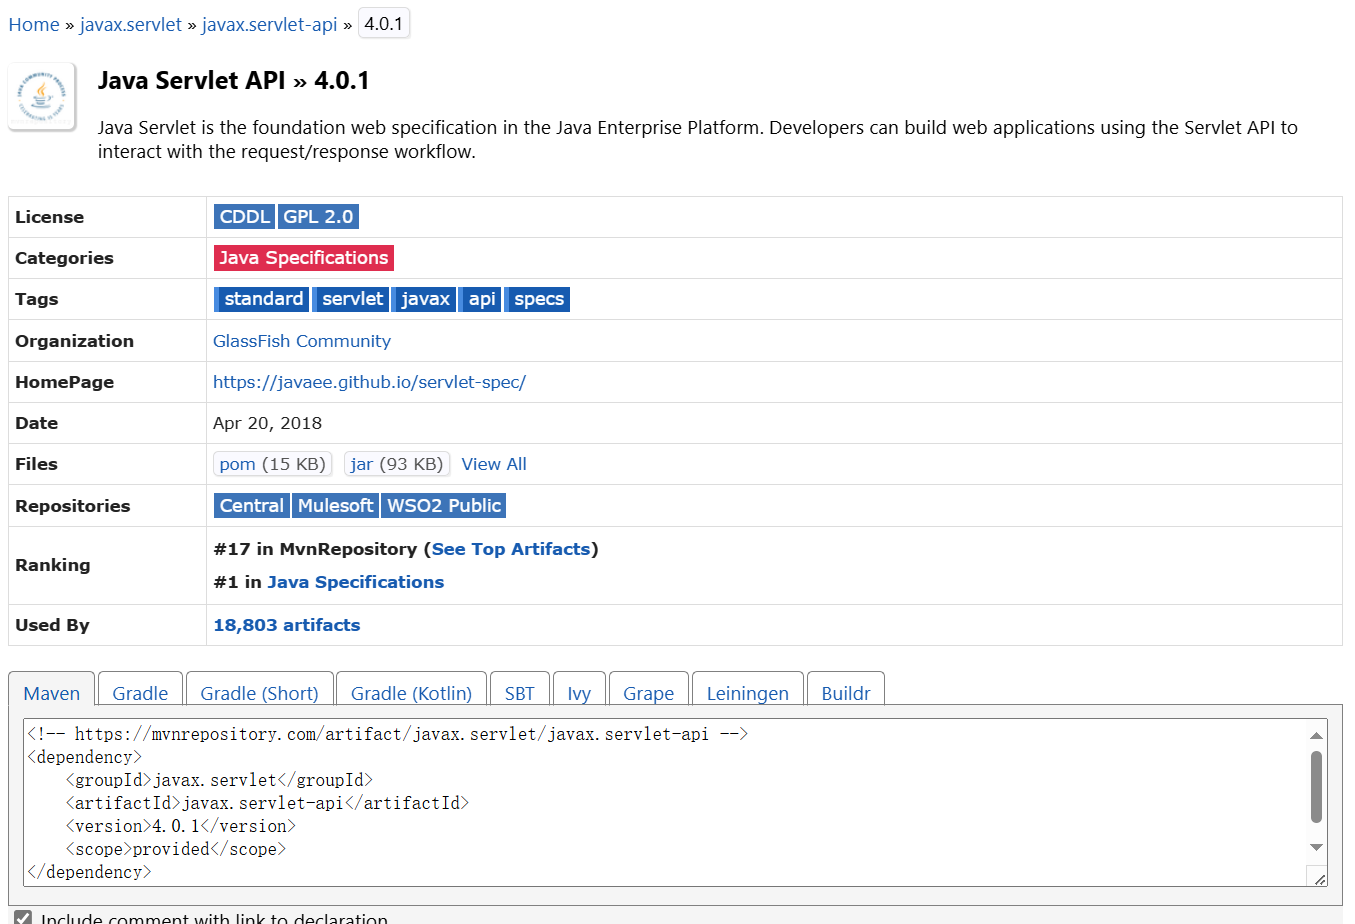 Home » javax.servlet » javax.servlet-api » 4.0.1
Java Servlet API » 4.0.1
Java Servlet is the foundation web specification in the Java Enterprise Platform. Developers can build web applications using the Servlet API to
interact with the request/response workflow.
License CDDL GPL 2.0
Categories Java Specifications
Tags standard servlet javax api specs
Organization GlassFish Community
HomePage https://javaee.github.io/servlet-spec/
Date Apr 20, 2018
Files pom (15 KB) jar (93 KB) View All
Repositories Central Mulesoft WSO2 Public
Ranking #17 in MvnRepository (See Top Artifacts)
#1 in Java Specifications
Used By 18,803 artifacts
Maven Gradle Gradle (Short) Gradle (Kotlin) SBT Ivy Grape Leiningen Buildr
<!-- https://mvnrepository.com/artifact/javax.servlet/javax.servlet-api -->
<dependency>
    <groupId>javax.servlet</groupId>
    <artifactId>javax.servlet-api</artifactId>
    <version>4.0.1</version>
    <scope>provided</scope>
</dependency>
Include comment with link to declaration